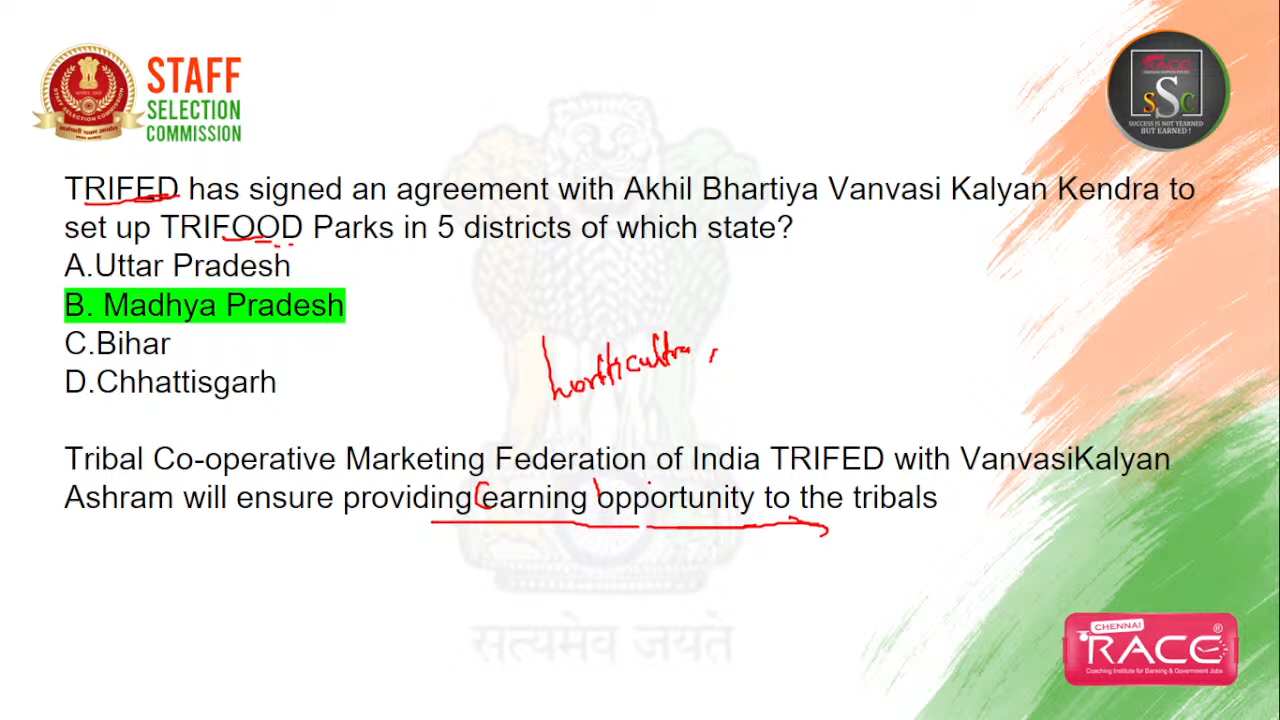 STAFF
SELECTION
COMMISSION
RACE
SSC
SUCCESS IS NOT YEARNED
BUT EARNED !
TRIFED has signed an agreement with Akhil Bhartiya Vanvasi Kalyan Kendra to
set up TRIFOOD Parks in 5 districts of which state?
A.Uttar Pradesh
B. Madhya Pradesh
C.Bihar
D.Chhattisgarh
Tribal Co-operative Marketing Federation of India TRIFED with VanvasiKalyan
Ashram will ensure providing earning opportunity to the tribals
सत्यमेव जयते
CHENNAI
RACE
®
Coaching Institute for Banking & Government Jobs